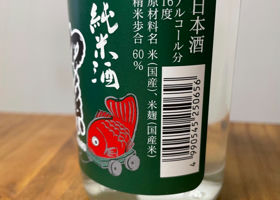 日本酒
アルコール分
16度
原材料名 米(国産)、米麹(国産米)
精米歩合 60%
純米酒
4 990545 250656